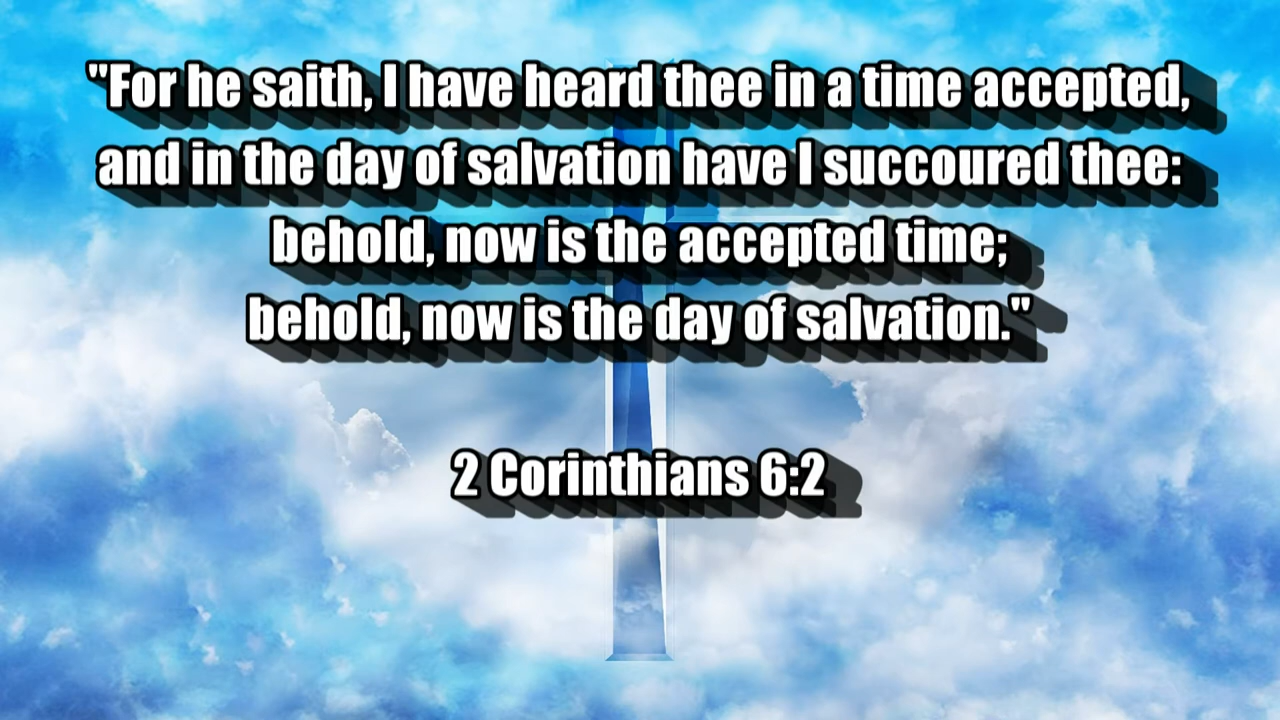 "For he saith, I have heard thee in a time accepted,
and in the day of salvation have I succoured thee:
behold, now is the accepted time;
behold, now is the day of salvation."
2 Corinthians 6:2